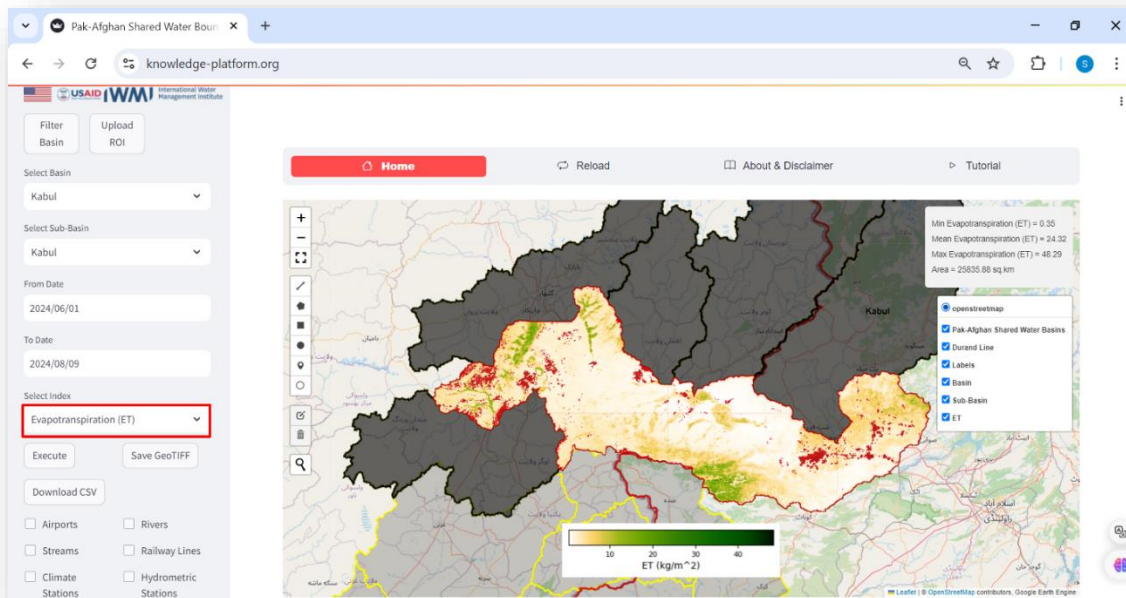 Pak-Afghan Shared Water Boun
knowledge-platform.org
S
USAID IWMI International Water
Management Institute
Filter
Basin
Upload
ROI
Select Basin
Kabul
Select Sub-Basin
Kabul
From Date
2024/06/01
To Date
2024/08/09
Select Index
Evapotranspiration (ET)
Execute
Save GeoTIFF
Download CSV
Airports
Rivers
Streams
Railway Lines
Climate
Stations
Hydrometric
Stations
Home
Reload
About & Disclaimer
Tutorial
Min Evapotranspiration (ET) = 0.35
Mean Evapotranspiration (ET) = 24.32
Max Evapotranspiration (ET) = 48.29
Area = 25835.88 sq.km
openstreetmap
Pak-Afghan Shared Water Basins
Durand Line
Labels
Basin
Sub-Basin
ET
Kabul
باميان
اسلام آباد
راولپنڈی
10 20 30 40
ET (kg/m^2)
Leaflet | © OpenStreetMap contributors, Google Earth Engine